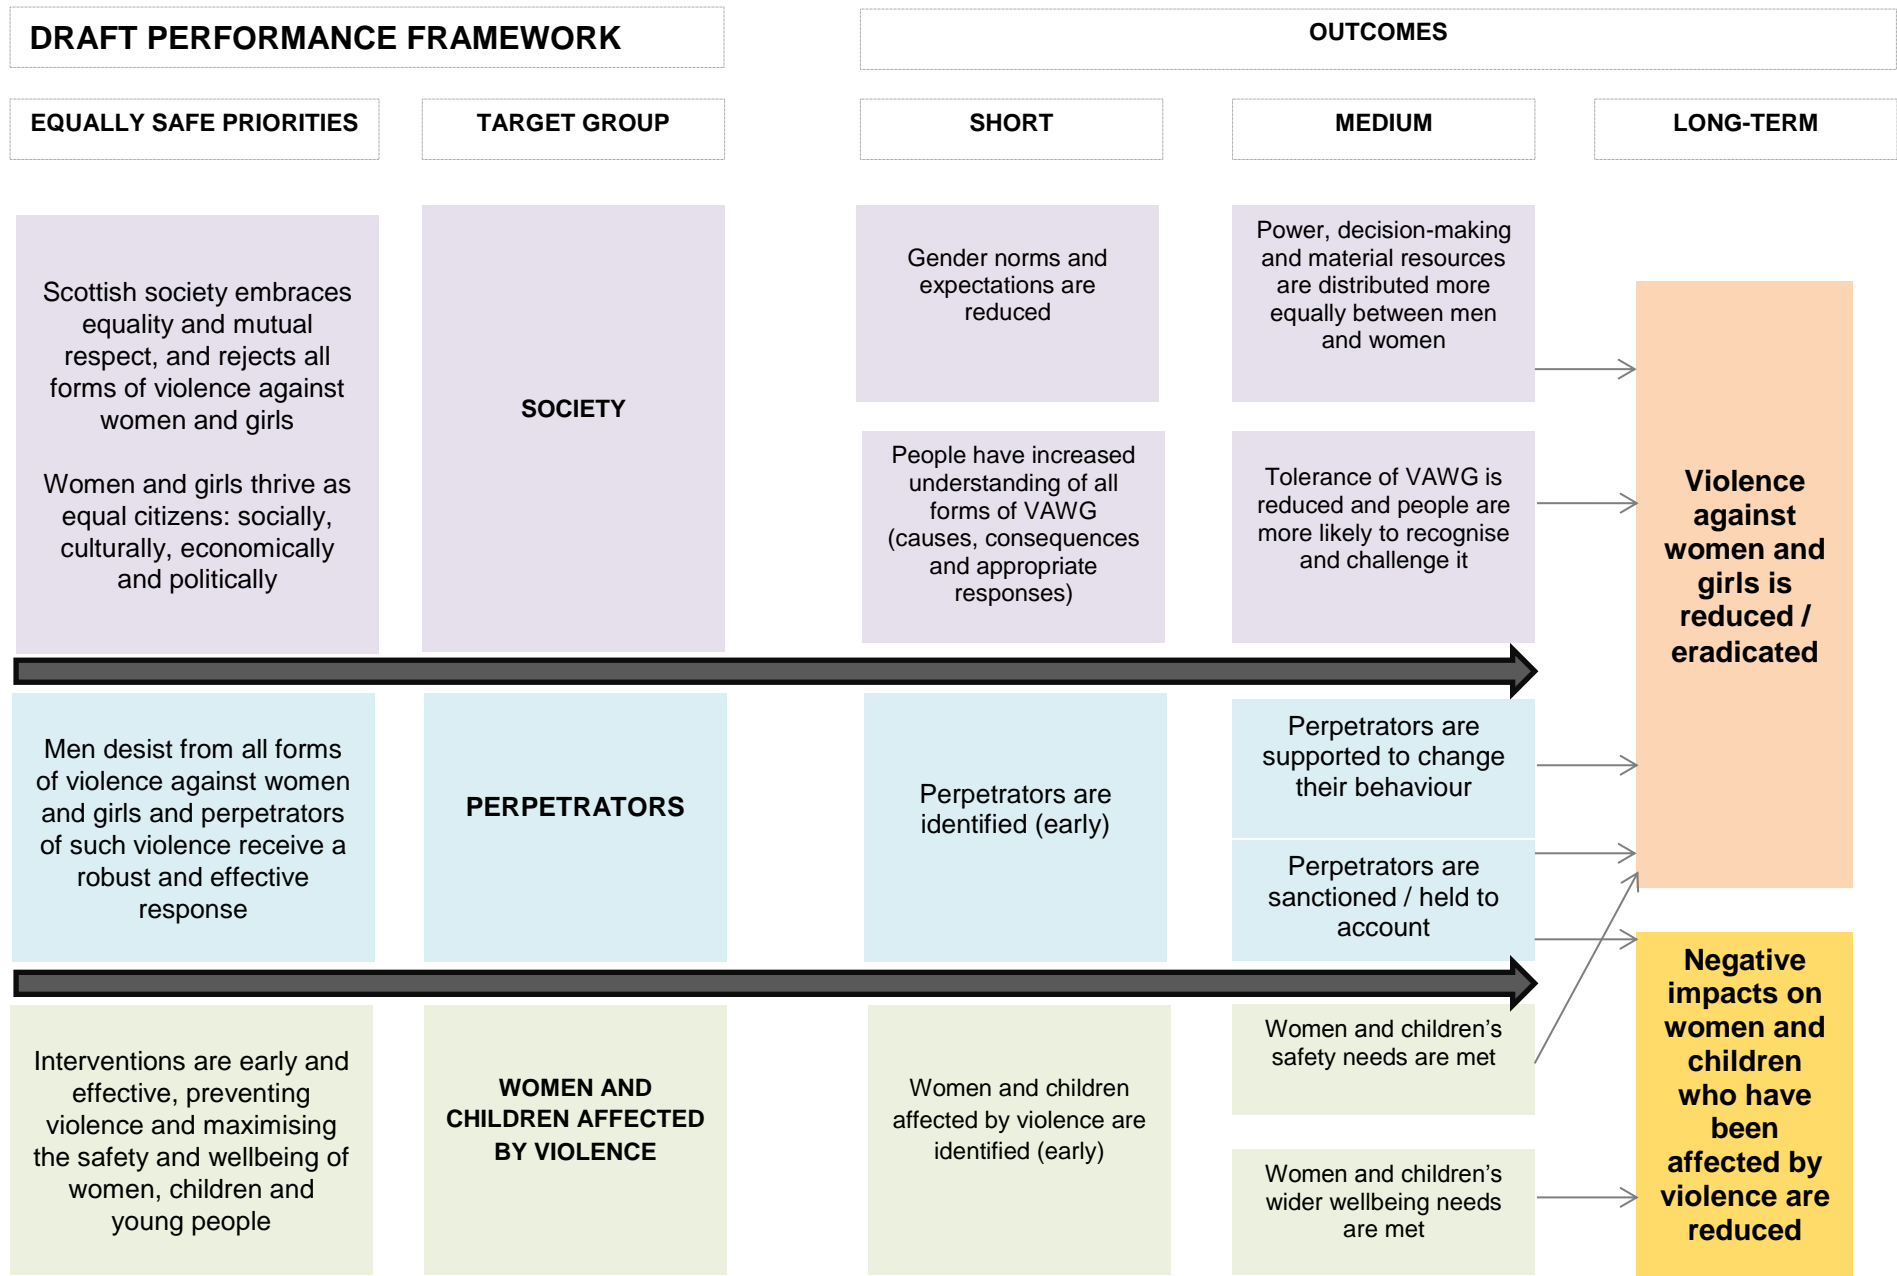 DRAFT PERFORMANCE FRAMEWORK
OUTCOMES
EQUALLY SAFE PRIORITIES
TARGET GROUP
SHORT
MEDIUM
LONG-TERM
Scottish society embraces
equality and mutual
respect, and rejects all
forms of violence against
women and girls
Women and girls thrive as
equal citizens: socially,
culturally, economically
and politically
SOCIETY
Gender norms and
expectations are
reduced
Power, decision-making
and material resources
are distributed more
equally between men
and women
People have increased
understanding of all
forms of VAWG
(causes, consequences
and appropriate
responses)
Tolerance of VAWG is
reduced and people are
more likely to recognise
and challenge it
Violence
against
women and
girls is
reduced /
eradicated
Men desist from all forms
of violence against women
and girls and perpetrators
of such violence receive a
robust and effective
response
PERPETRATORS
Perpetrators are
identified (early)
Perpetrators are
supported to change
their behaviour
Perpetrators are
sanctioned / held to
account
Interventions are early and
effective, preventing
violence and maximising
the safety and wellbeing of
women, children and
young people
WOMEN AND
CHILDREN AFFECTED
BY VIOLENCE
Women and children
affected by violence are
identified (early)
Women and children’s
safety needs are met
Women and children’s
wider wellbeing needs
are met
Negative
impacts on
women and
children
who have
been
affected by
violence are
reduced